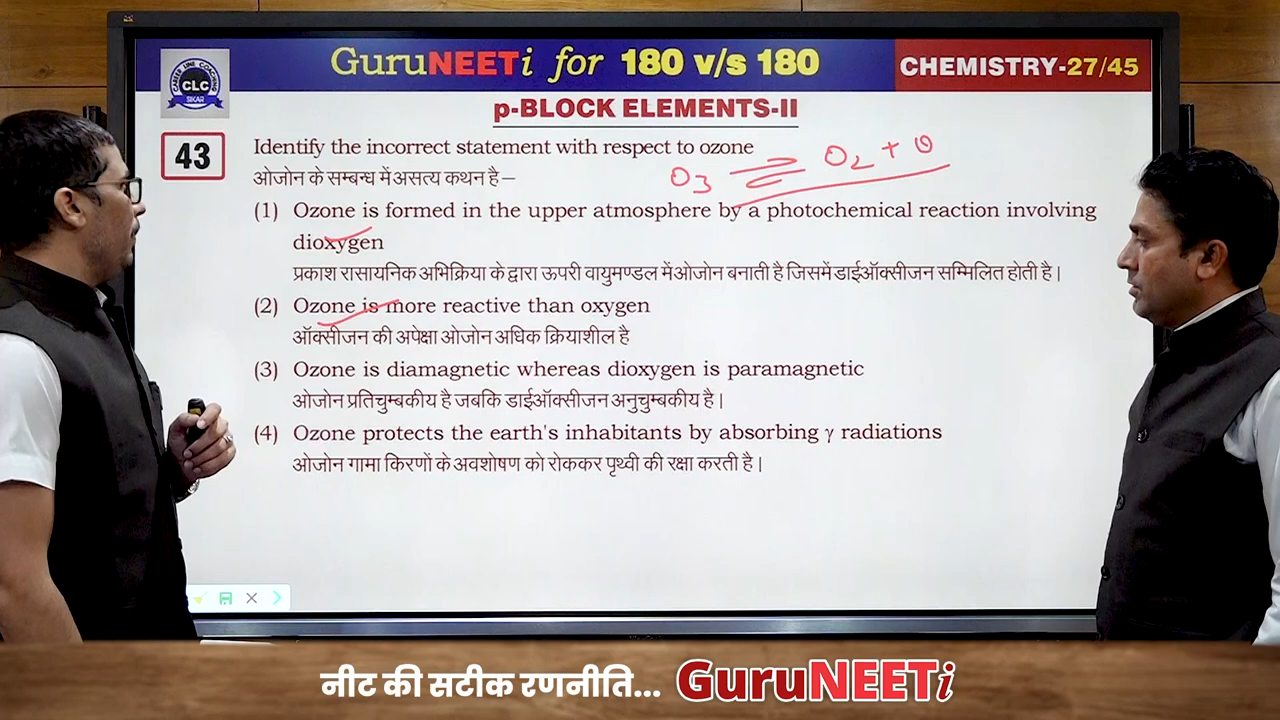 GuruNEETi for 180 v/s 180
CHEMISTRY-27/45
CAREER LINE COACHING
CLC
SIKAR
p-BLOCK ELEMENTS-II
43
Identify the incorrect statement with respect to ozone
ओजोन के सम्बन्ध में असत्य कथन है –
O3 ⇌ O2 + O
(1) Ozone is formed in the upper atmosphere by a photochemical reaction involving
dioxygen
प्रकाश रासायनिक अभिक्रिया के द्वारा ऊपरी वायुमण्डल में ओजोन बनाती है जिसमें डाईऑक्सीजन सम्मिलित होती है |
(2) Ozone is more reactive than oxygen
ऑक्सीजन की अपेक्षा ओजोन अधिक क्रियाशील है
(3) Ozone is diamagnetic whereas dioxygen is paramagnetic
ओजोन प्रतिचुम्बकीय है जबकि डाईऑक्सीजन अनुचुम्बकीय है |
(4) Ozone protects the earth's inhabitants by absorbing γ radiations
ओजोन गामा किरणों के अवशोषण को रोककर पृथ्वी की रक्षा करती है |
नीट की सटीक रणनीति... GuruNEETi